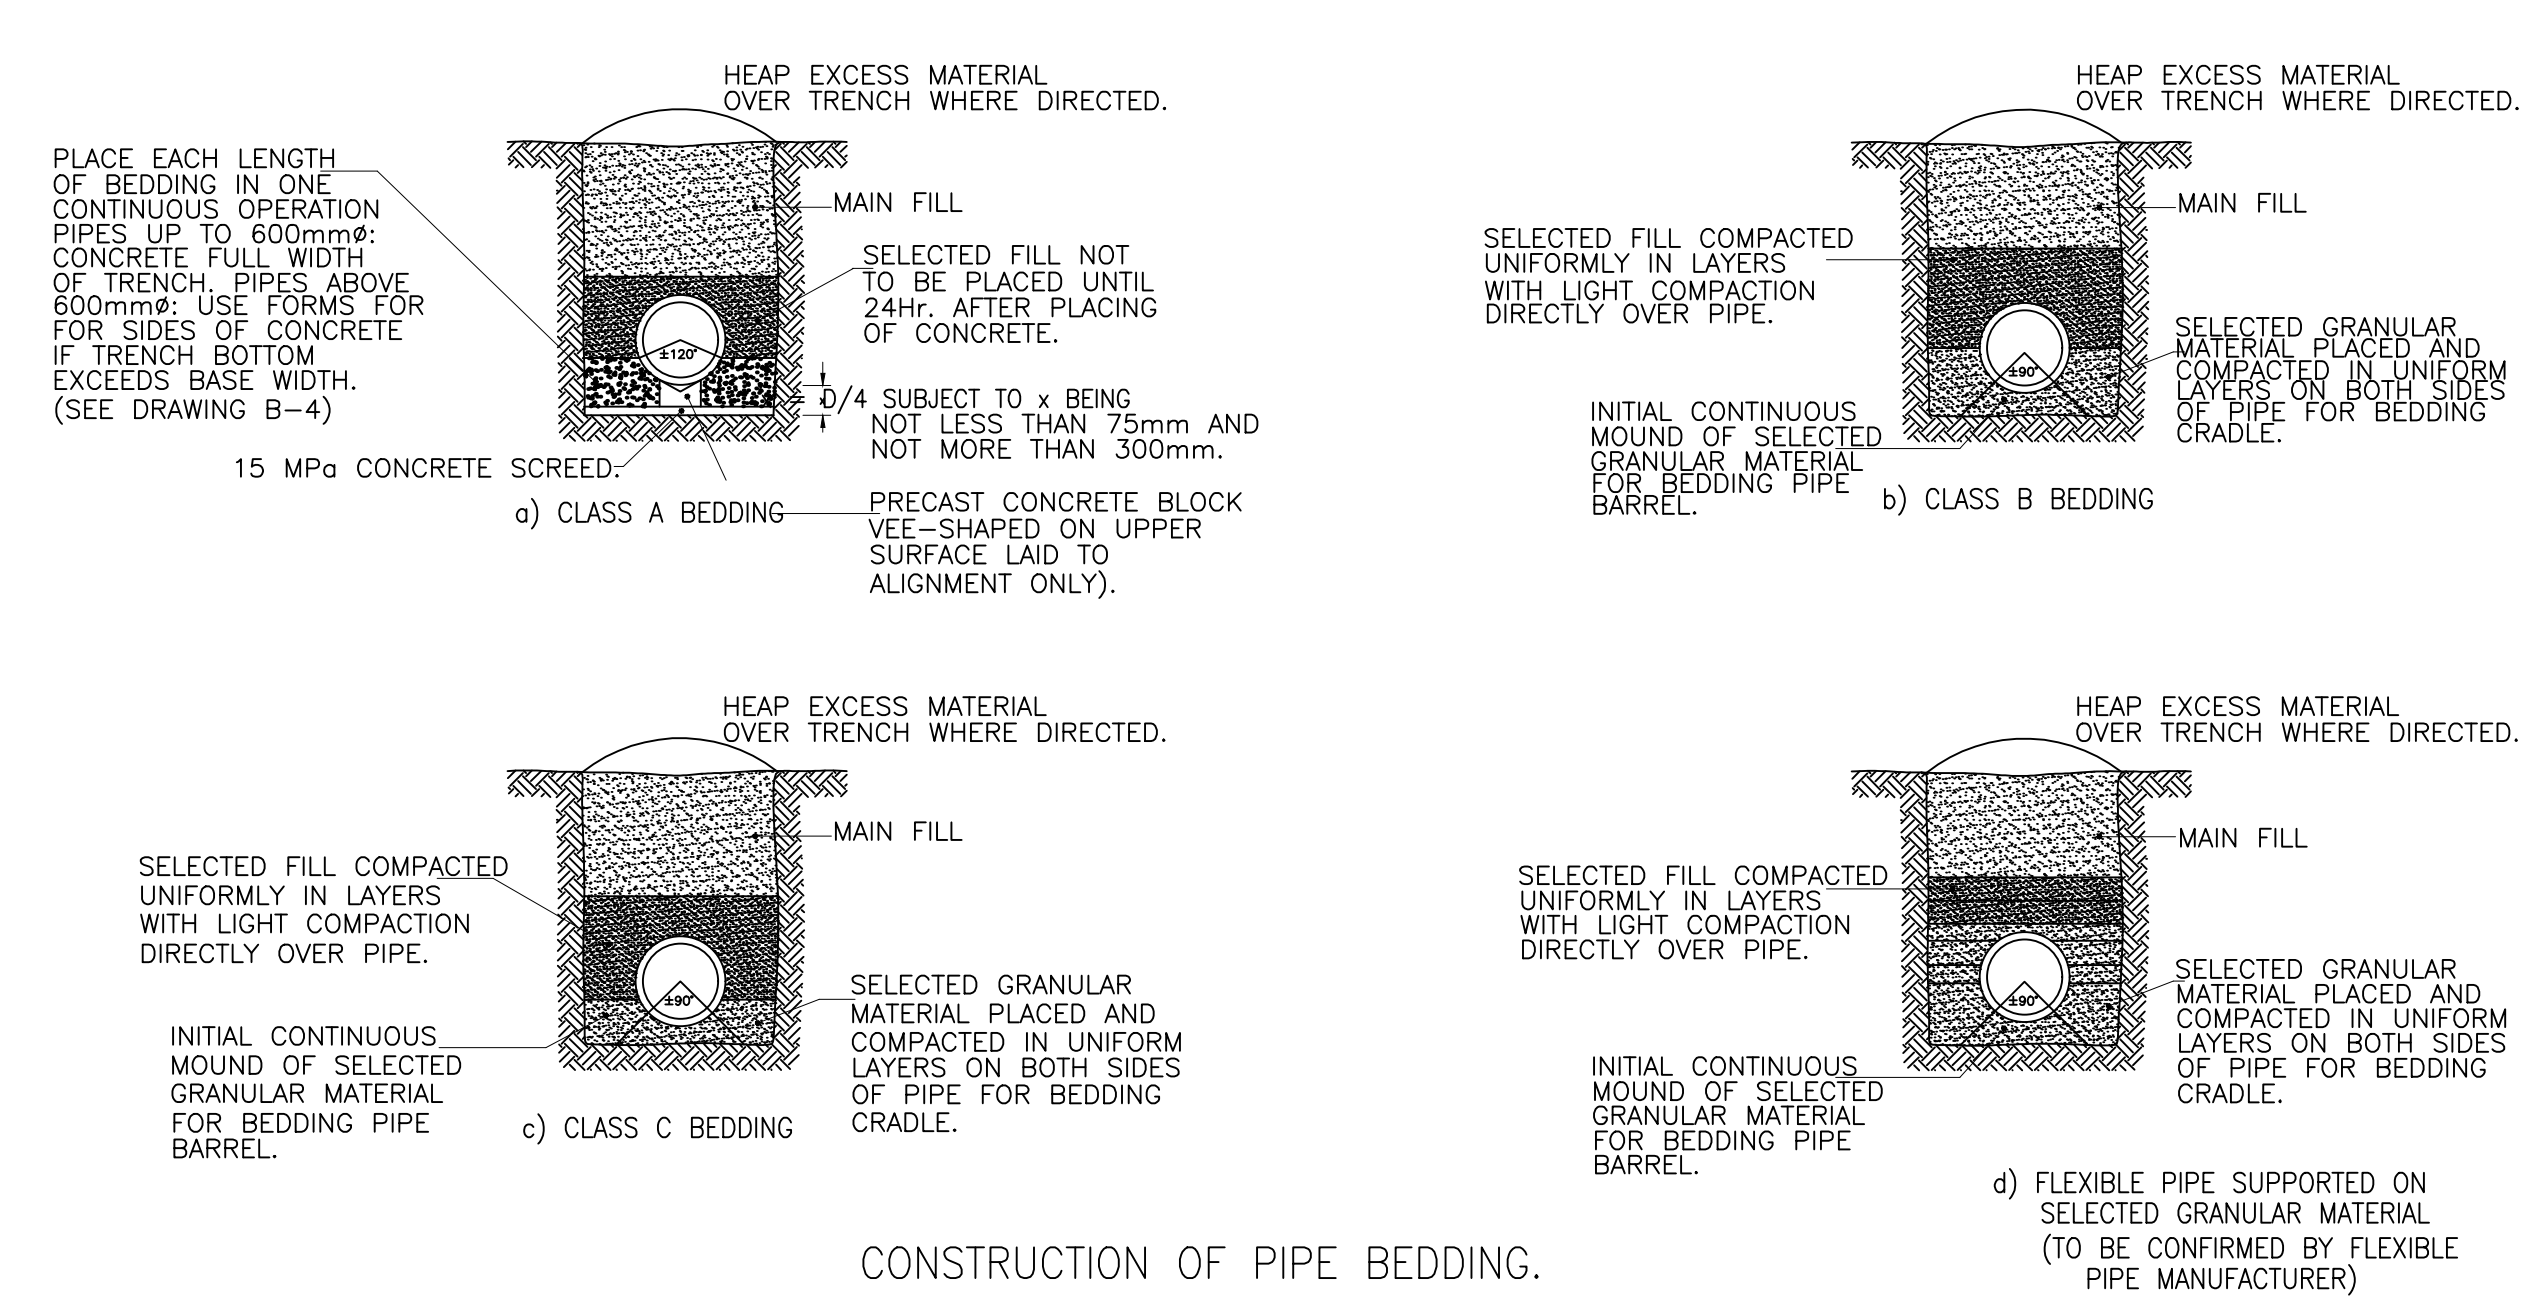 HEAP EXCESS MATERIAL
OVER TRENCH WHERE DIRECTED.
PLACE EACH LENGTH
OF BEDDING IN ONE
CONTINUOUS OPERATION
PIPES UP TO 600mmø:
CONCRETE FULL WIDTH
OF TRENCH. PIPES ABOVE
600mmø: USE FORMS FOR
FOR SIDES OF CONCRETE
IF TRENCH BOTTOM
EXCEEDS BASE WIDTH.
(SEE DRAWING B-4)
MAIN FILL
SELECTED FILL NOT
TO BE PLACED UNTIL
24Hr. AFTER PLACING
OF CONCRETE.
±120°
x
= D/4 SUBJECT TO x BEING
NOT LESS THAN 75mm AND
NOT MORE THAN 300mm.
15 MPa CONCRETE SCREED.
a) CLASS A BEDDING
PRECAST CONCRETE BLOCK
VEE-SHAPED ON UPPER
SURFACE LAID TO
ALIGNMENT ONLY).
HEAP EXCESS MATERIAL
OVER TRENCH WHERE DIRECTED.
MAIN FILL
SELECTED FILL COMPACTED
UNIFORMLY IN LAYERS
WITH LIGHT COMPACTION
DIRECTLY OVER PIPE.
±90°
SELECTED GRANULAR
MATERIAL PLACED AND
COMPACTED IN UNIFORM
LAYERS ON BOTH SIDES
OF PIPE FOR BEDDING
CRADLE.
INITIAL CONTINUOUS
MOUND OF SELECTED
GRANULAR MATERIAL
FOR BEDDING PIPE
BARREL.
b) CLASS B BEDDING
HEAP EXCESS MATERIAL
OVER TRENCH WHERE DIRECTED.
MAIN FILL
SELECTED FILL COMPACTED
UNIFORMLY IN LAYERS
WITH LIGHT COMPACTION
DIRECTLY OVER PIPE.
±90°
SELECTED GRANULAR
MATERIAL PLACED AND
COMPACTED IN UNIFORM
LAYERS ON BOTH SIDES
OF PIPE FOR BEDDING
CRADLE.
INITIAL CONTINUOUS
MOUND OF SELECTED
GRANULAR MATERIAL
FOR BEDDING PIPE
BARREL.
c) CLASS C BEDDING
HEAP EXCESS MATERIAL
OVER TRENCH WHERE DIRECTED.
MAIN FILL
SELECTED FILL COMPACTED
UNIFORMLY IN LAYERS
WITH LIGHT COMPACTION
DIRECTLY OVER PIPE.
±90°
SELECTED GRANULAR
MATERIAL PLACED AND
COMPACTED IN UNIFORM
LAYERS ON BOTH SIDES
OF PIPE FOR BEDDING
CRADLE.
INITIAL CONTINUOUS
MOUND OF SELECTED
GRANULAR MATERIAL
FOR BEDDING PIPE
BARREL.
d) FLEXIBLE PIPE SUPPORTED ON
SELECTED GRANULAR MATERIAL
(TO BE CONFIRMED BY FLEXIBLE
PIPE MANUFACTURER)
CONSTRUCTION OF PIPE BEDDING.